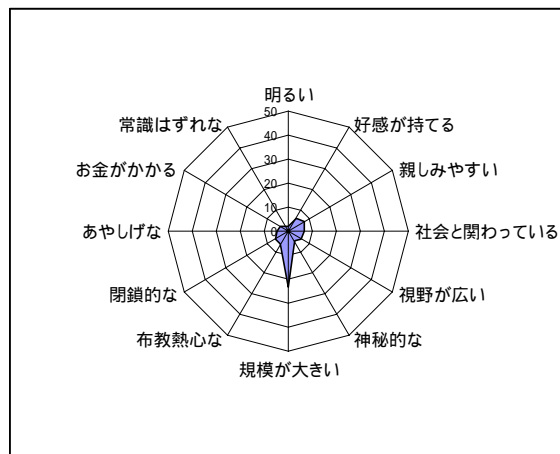 明るい
好感が持てる
親しみやすい
社会と関わっている
視野が広い
神秘的な
規模が大きい
布教熱心な
閉鎖的な
あやしげな
お金がかかる
常識はずれな
50
40
30
20
10
0